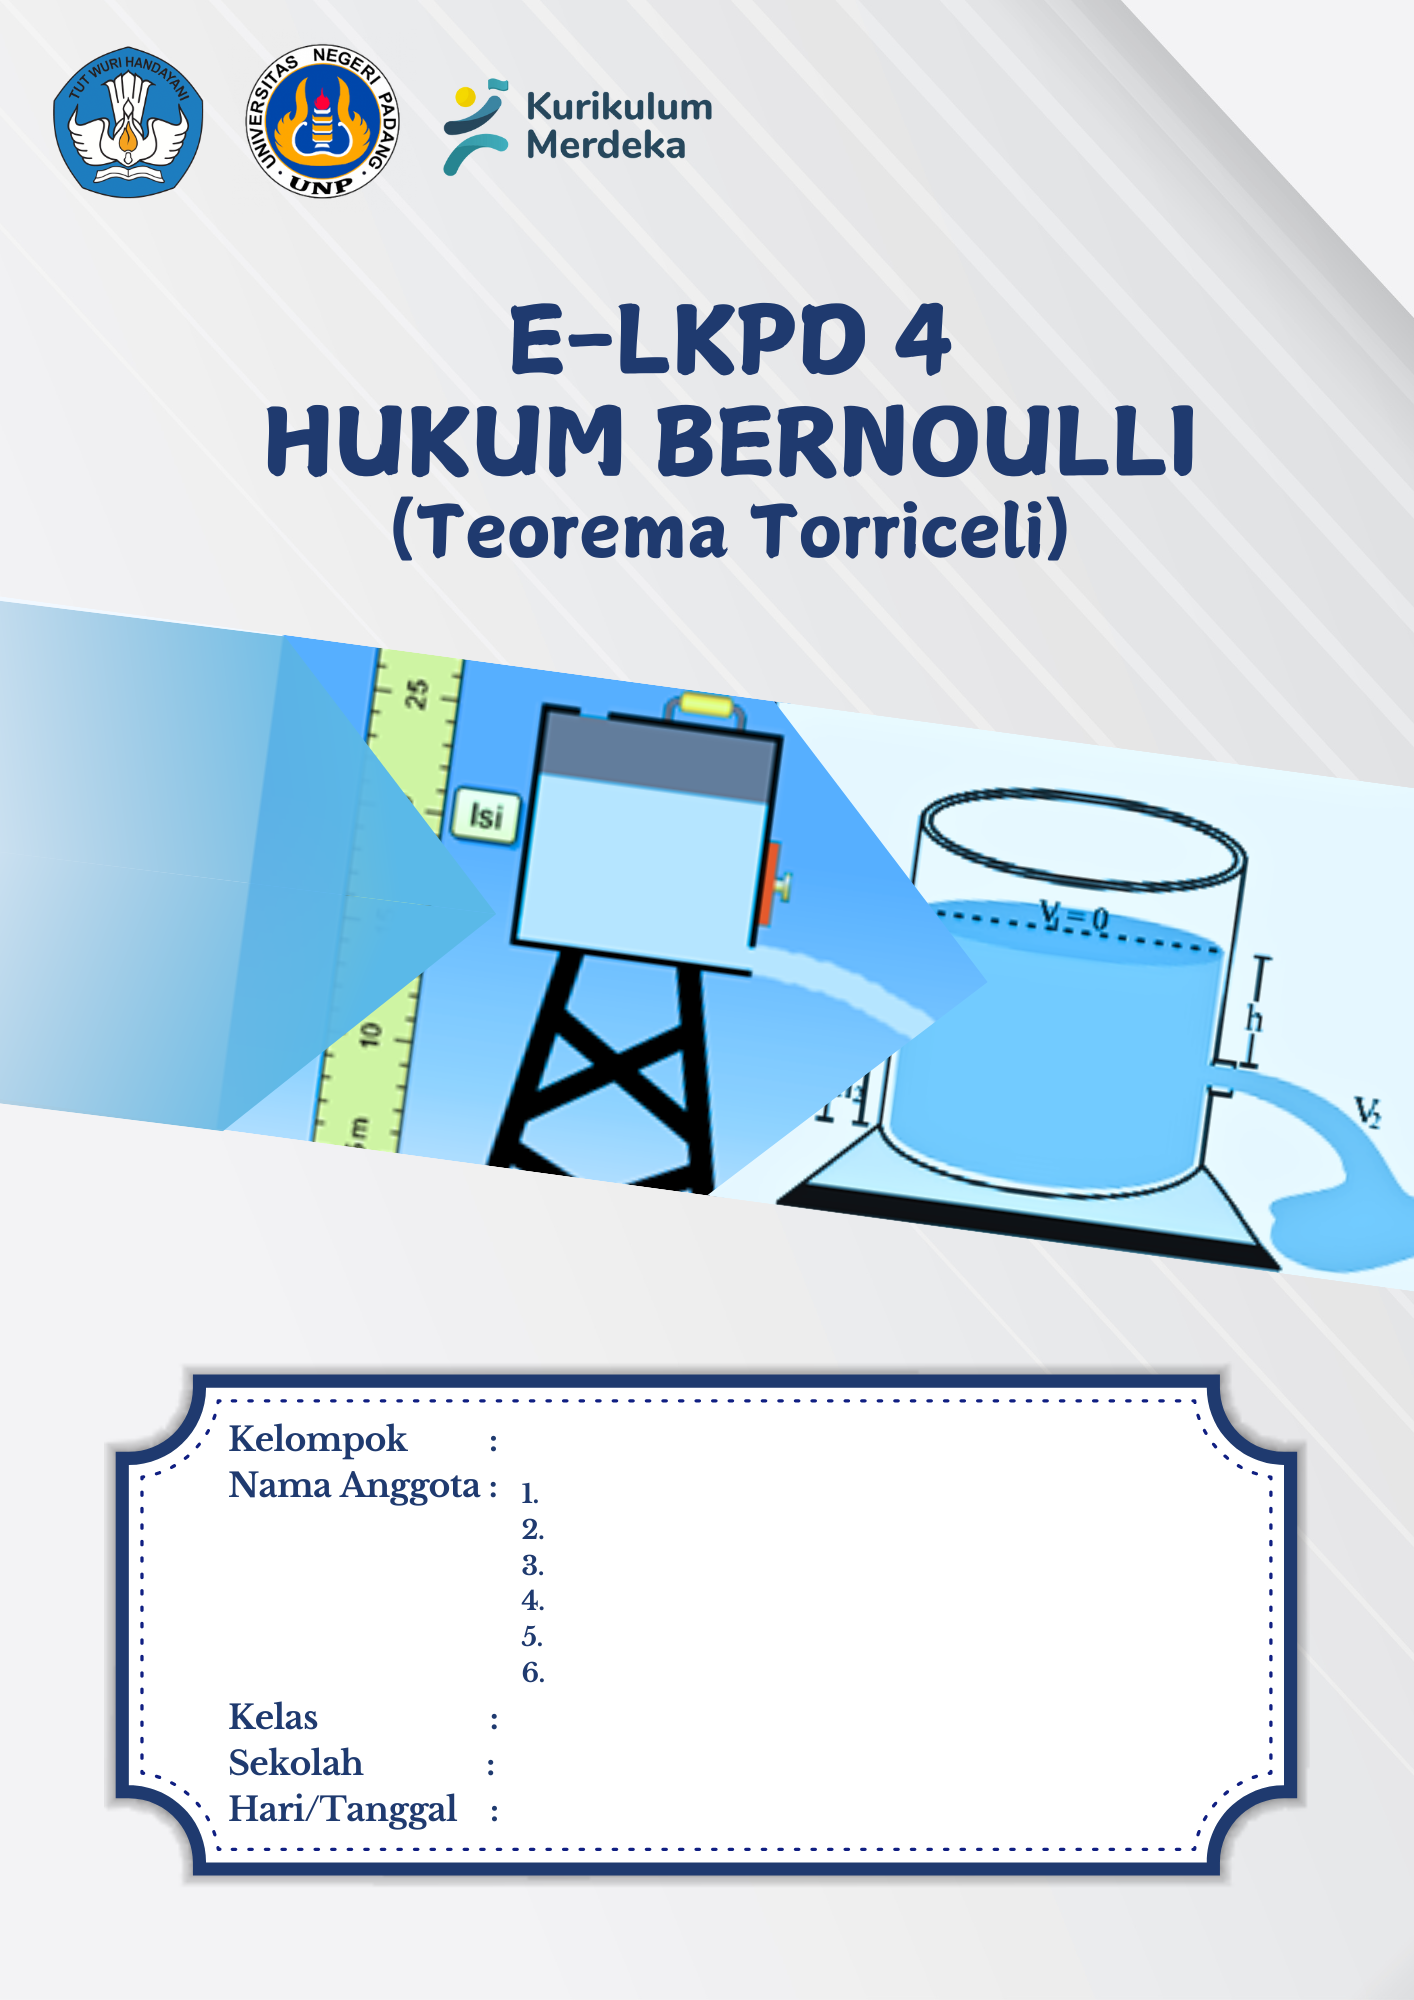 TUT WURI HANDAYANI
UNIVERSITAS NEGERI PADANG
UNP
Kurikulum
Merdeka
E-LKPD 4
HUKUM BERNOULLI
(Teorema Torriceli)
25
Isi
10
m
V = 0
h
V₂
Kelompok :
Nama Anggota : 1.
2.
3.
4.
5.
6.
Kelas :
Sekolah :
Hari/Tanggal :